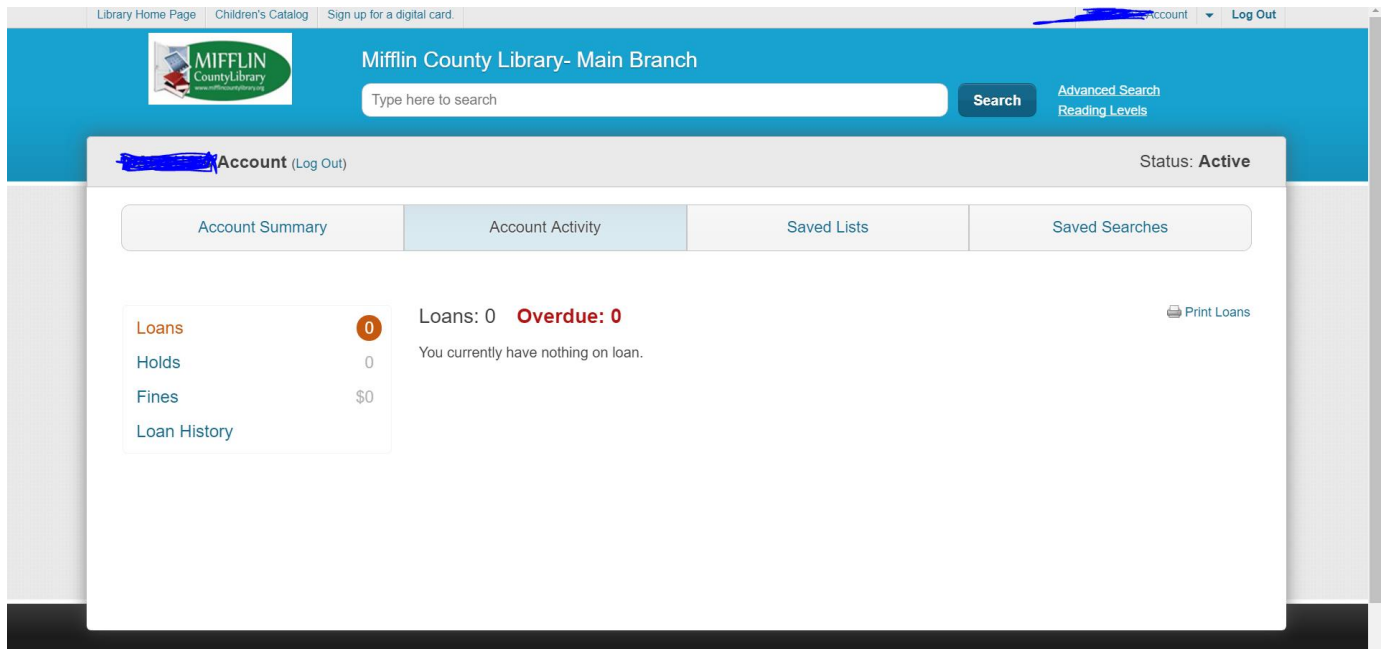 Library Home Page Children's Catalog Sign up for a digital card. Account Log Out
MIFFLIN
CountyLibrary
www.mifflincountylibrary.org
Mifflin County Library- Main Branch
Type here to search Search Advanced Search
Reading Levels
Account (Log Out) Status: Active
Account Summary Account Activity Saved Lists Saved Searches
Loans 0
Holds 0
Fines $0
Loan History
Loans: 0 Overdue: 0 Print Loans
You currently have nothing on loan.